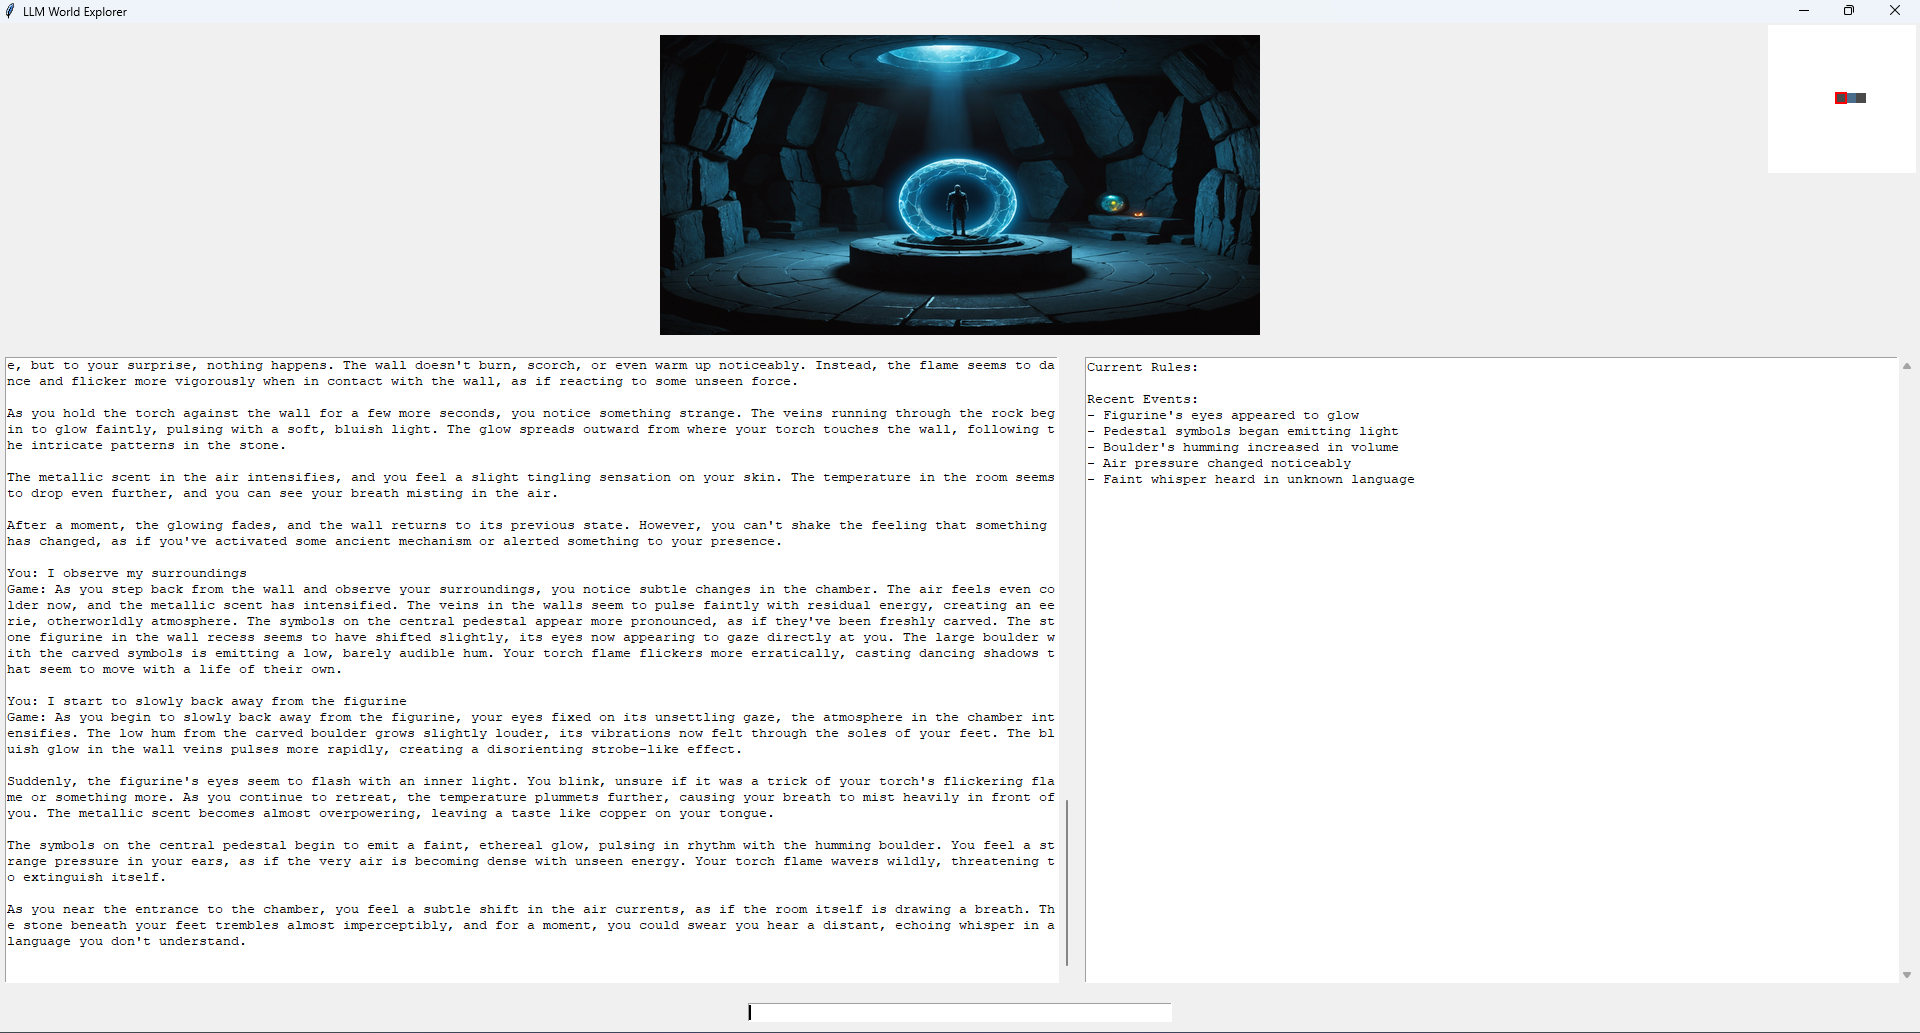 LLM World Explorer
e, but to your surprise, nothing happens. The wall doesn't burn, scorch, or even warm up noticeably. Instead, the flame seems to da
nce and flicker more vigorously when in contact with the wall, as if reacting to some unseen force.
As you hold the torch against the wall for a few more seconds, you notice something strange. The veins running through the rock beg
in to glow faintly, pulsing with a soft, bluish light. The glow spreads outward from where your torch touches the wall, following t
he intricate patterns in the stone.
The metallic scent in the air intensifies, and you feel a slight tingling sensation on your skin. The temperature in the room seems
to drop even further, and you can see your breath misting in the air.
After a moment, the glowing fades, and the wall returns to its previous state. However, you can't shake the feeling that something
has changed, as if you've activated some ancient mechanism or alerted something to your presence.
You: I observe my surroundings
Game: As you step back from the wall and observe your surroundings, you notice subtle changes in the chamber. The air feels even co
lder now, and the metallic scent has intensified. The veins in the walls seem to pulse faintly with residual energy, creating an ee
rie, otherworldly atmosphere. The symbols on the central pedestal appear more pronounced, as if they've been freshly carved. The st
one figurine in the wall recess seems to have shifted slightly, its eyes now appearing to gaze directly at you. The large boulder w
ith the carved symbols is emitting a low, barely audible hum. Your torch flame flickers more erratically, casting dancing shadows t
hat seem to move with a life of their own.
You: I start to slowly back away from the figurine
Game: As you begin to slowly back away from the figurine, your eyes fixed on its unsettling gaze, the atmosphere in the chamber int
ensifies. The low hum from the carved boulder grows slightly louder, its vibrations now felt through the soles of your feet. The bl
uish glow in the wall veins pulses more rapidly, creating a disorienting strobe-like effect.
Suddenly, the figurine's eyes seem to flash with an inner light. You blink, unsure if it was a trick of your torch's flickering fla
me or something more. As you continue to retreat, the temperature plummets further, causing your breath to mist heavily in front of
you. The metallic scent becomes almost overpowering, leaving a taste like copper on your tongue.
The symbols on the central pedestal begin to emit a faint, ethereal glow, pulsing in rhythm with the humming boulder. You feel a st
range pressure in your ears, as if the very air is becoming dense with unseen energy. Your torch flame wavers wildly, threatening t
o extinguish itself.
As you near the entrance to the chamber, you feel a subtle shift in the air currents, as if the room itself is drawing a breath. Th
e stone beneath your feet trembles almost imperceptibly, and for a moment, you could swear you hear a distant, echoing whisper in a
language you don't understand.
Current Rules:
Recent Events:
- Figurine's eyes appeared to glow
- Pedestal symbols began emitting light
- Boulder's humming increased in volume
- Air pressure changed noticeably
- Faint whisper heard in unknown language